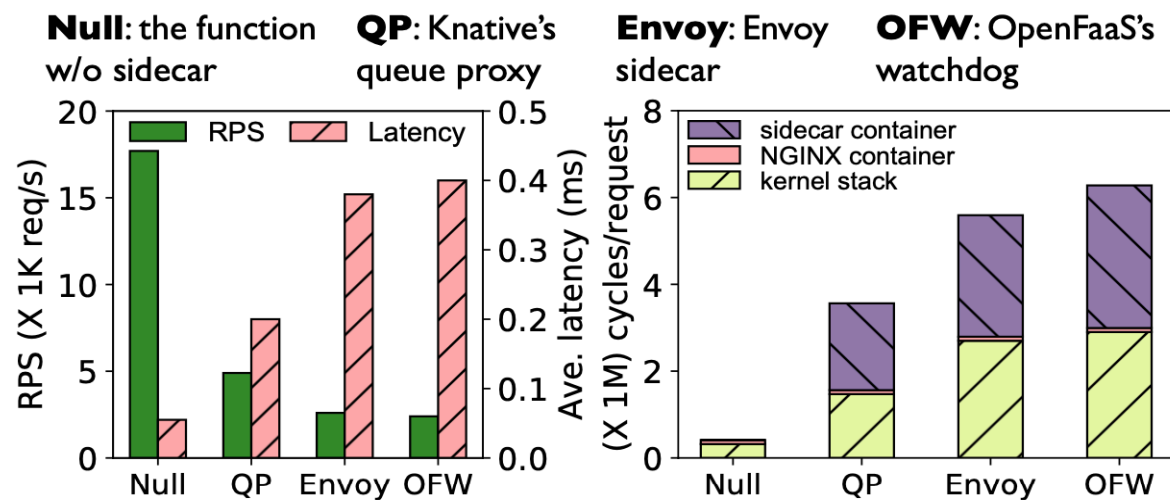 Null: the function w/o sidecar
QP: Knative's queue proxy
Envoy: Envoy sidecar
OFW: OpenFaaS's watchdog
RPS (X 1K req/s)
20
15
10
5
0
RPS
Latency
0.5
0.4
0.3
0.2
0.1
0.0
Ave. latency (ms)
Null
QP
Envoy
OFW
(X 1M) cycles/request
8
6
4
2
0
sidecar container
NGINX container
kernel stack
Null
QP
Envoy
OFW